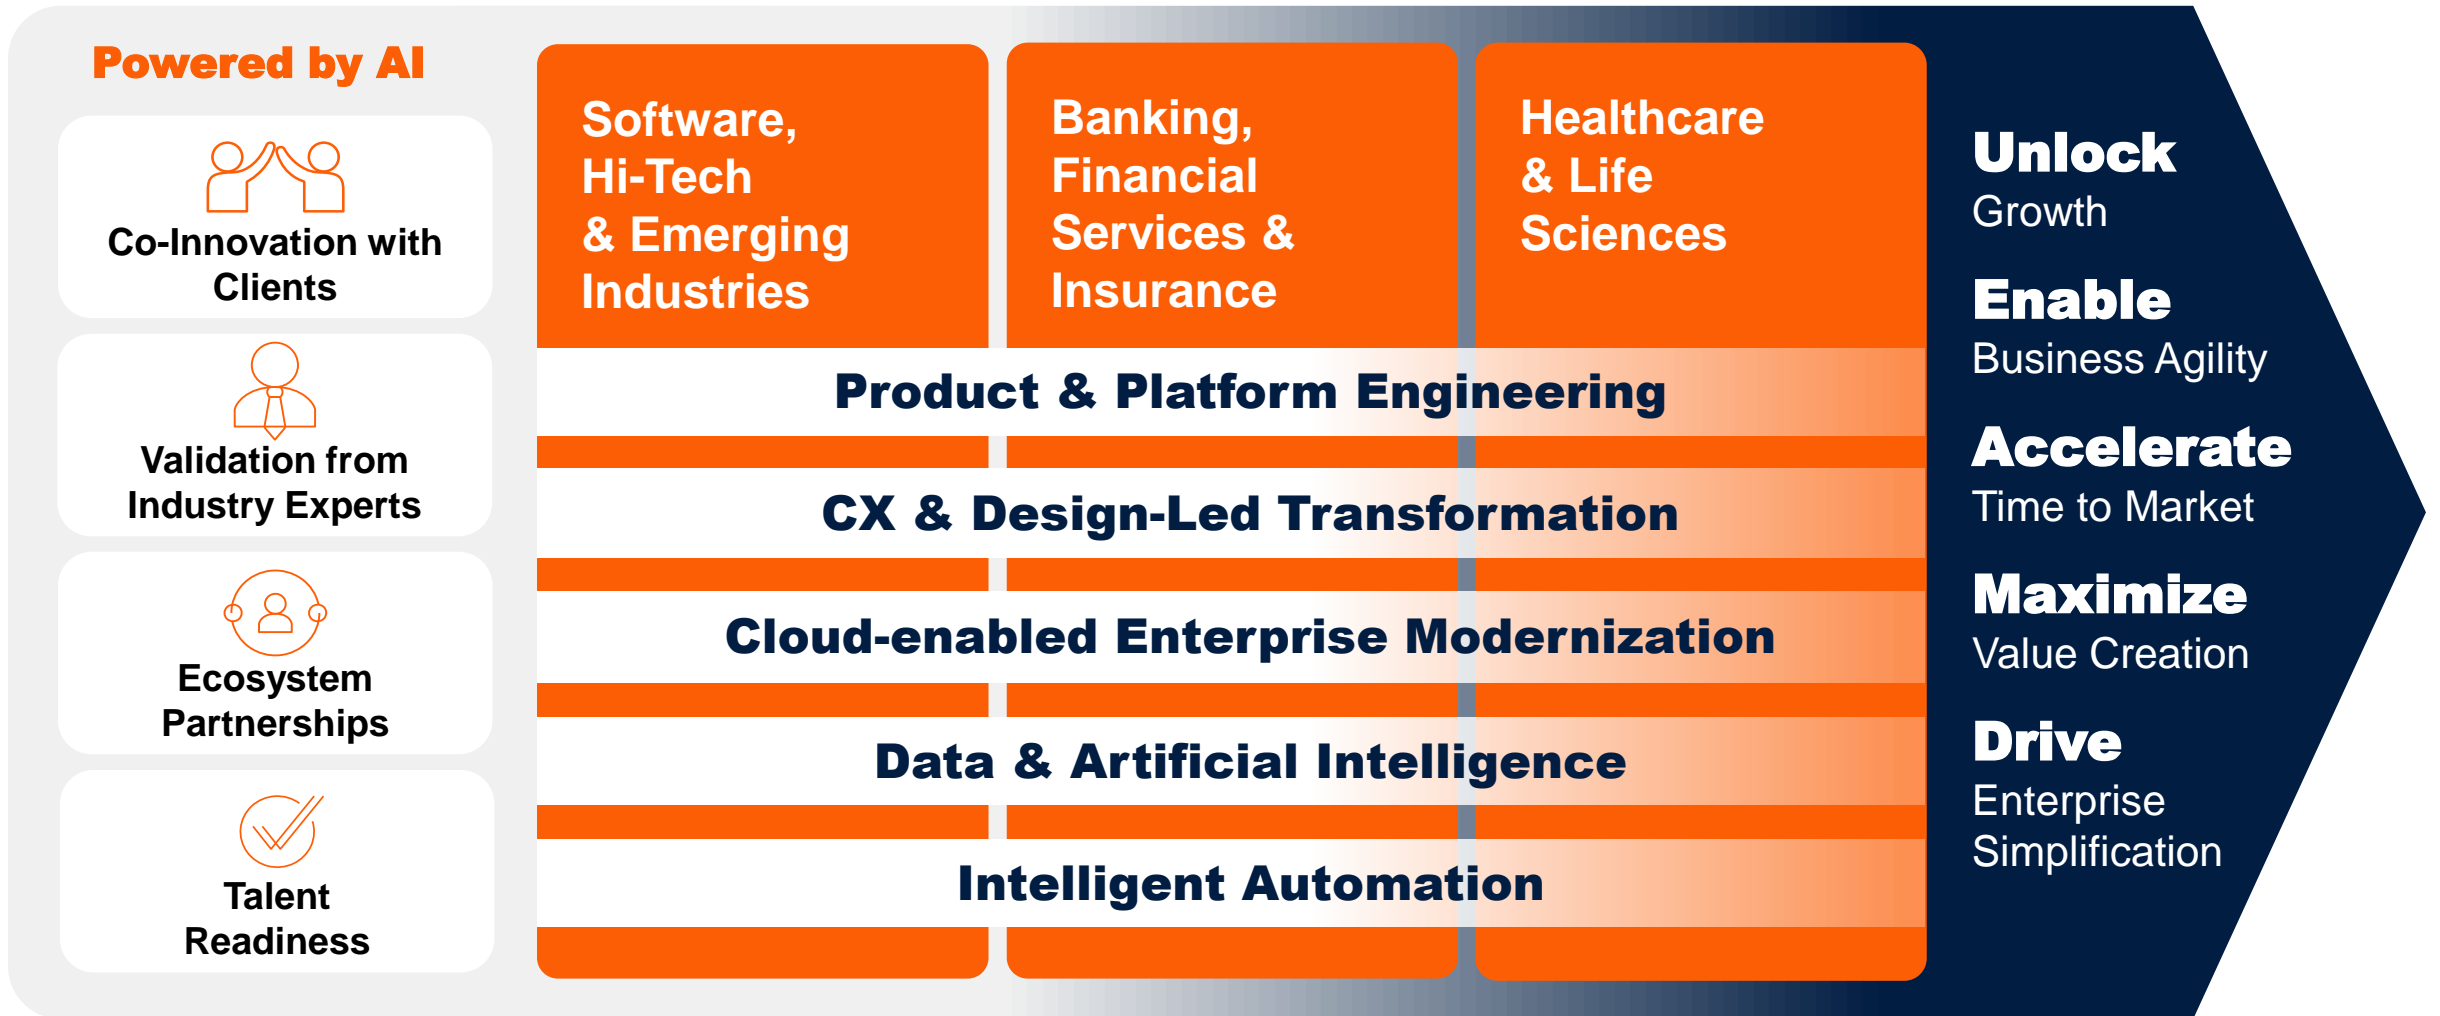 Powered by AI
Co-Innovation with
Clients
Validation from
Industry Experts
Ecosystem
Partnerships
Talent
Readiness
Software,
Hi-Tech
& Emerging
Industries
Banking,
Financial
Services &
Insurance
Healthcare
& Life
Sciences
Product & Platform Engineering
CX & Design-Led Transformation
Cloud-enabled Enterprise Modernization
Data & Artificial Intelligence
Intelligent Automation
Unlock
Growth
Enable
Business Agility
Accelerate
Time to Market
Maximize
Value Creation
Drive
Enterprise
Simplification